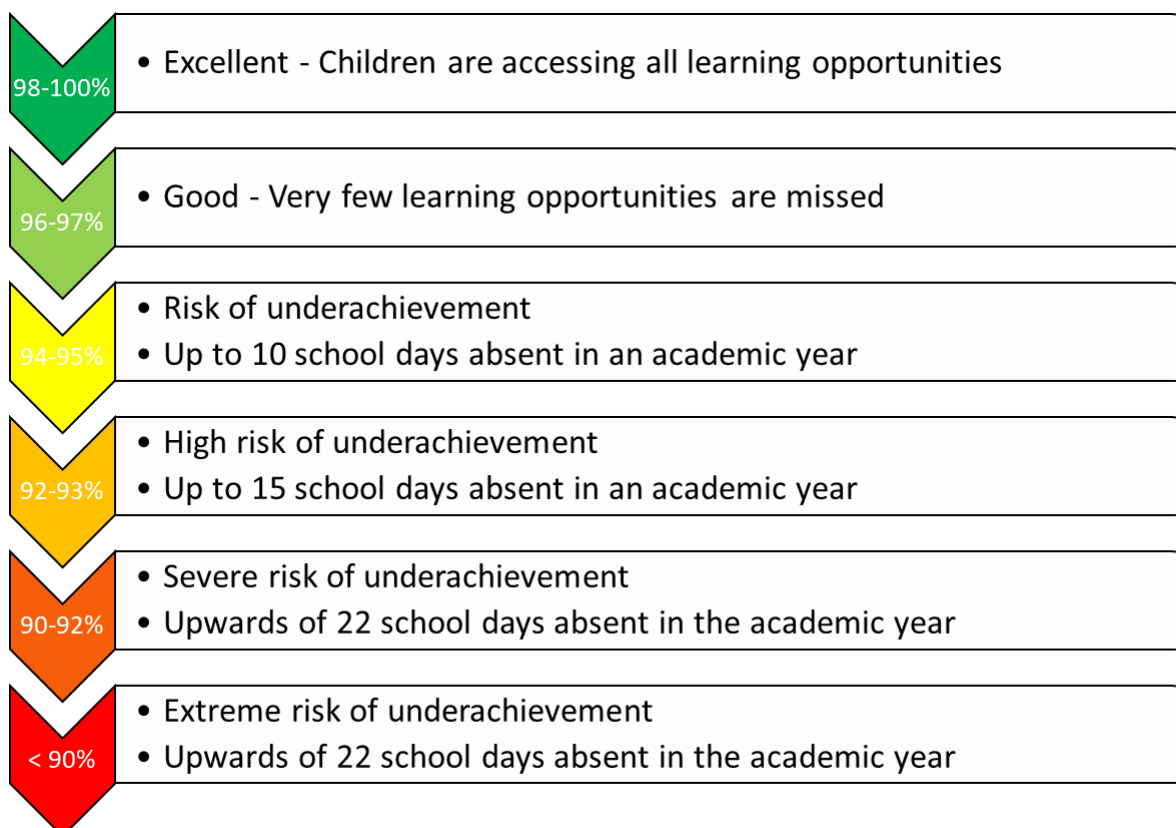 98-100%
• Excellent - Children are accessing all learning opportunities
96-97%
• Good - Very few learning opportunities are missed
94-95%
• Risk of underachievement
• Up to 10 school days absent in an academic year
92-93%
• High risk of underachievement
• Up to 15 school days absent in an academic year
90-92%
• Severe risk of underachievement
• Upwards of 22 school days absent in the academic year
< 90%
• Extreme risk of underachievement
• Upwards of 22 school days absent in the academic year